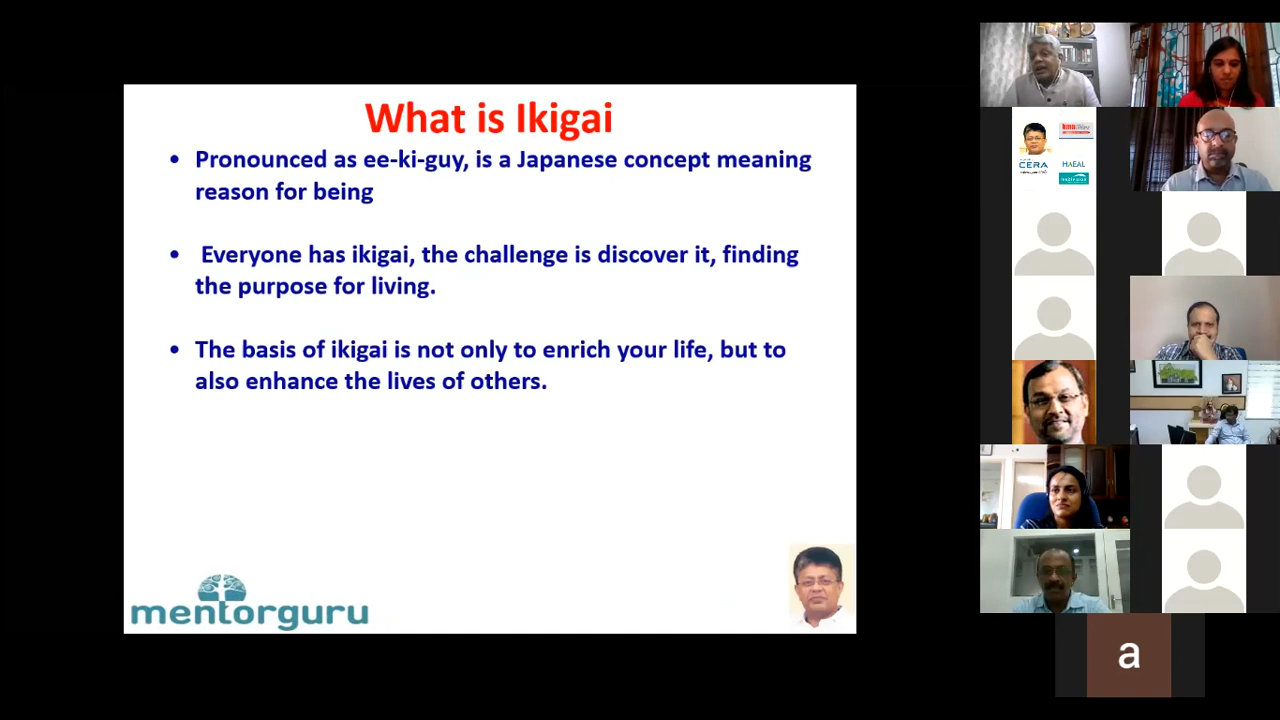 What is Ikigai
• Pronounced as ee-ki-guy, is a Japanese concept meaning
reason for being
• Everyone has ikigai, the challenge is discover it, finding
the purpose for living.
• The basis of ikigai is not only to enrich your life, but to
also enhance the lives of others.
mentorguru
CERA
a